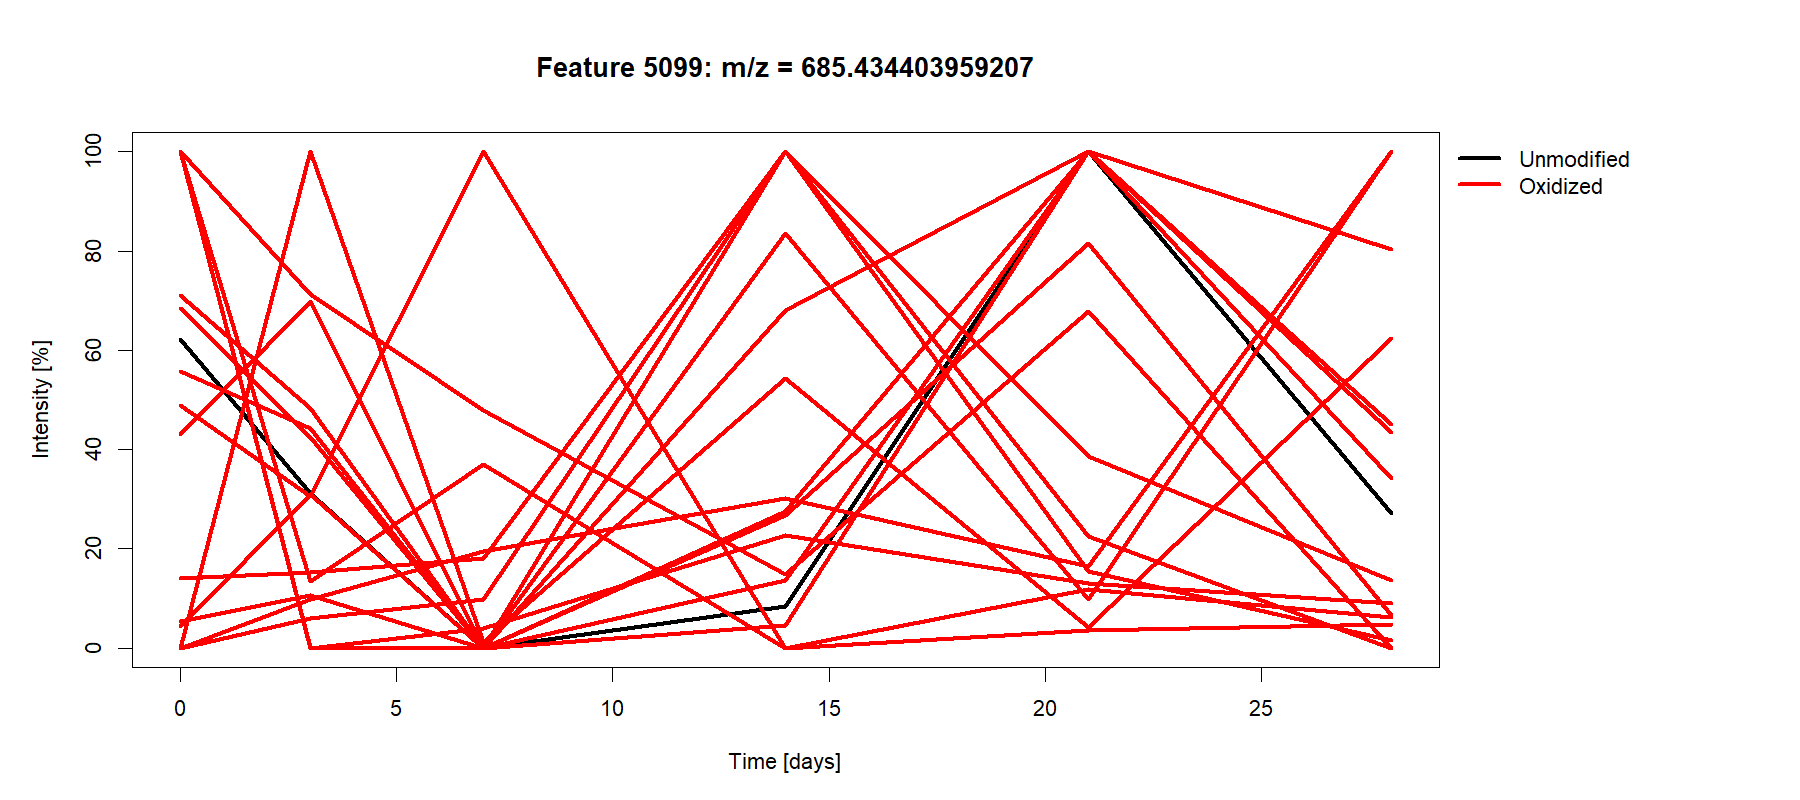 Feature 5099: m/z = 685.434403959207
Unmodified
Oxidized
Intensity [%]
100
80
60
40
20
0
0 5 10 15 20 25
Time [days]